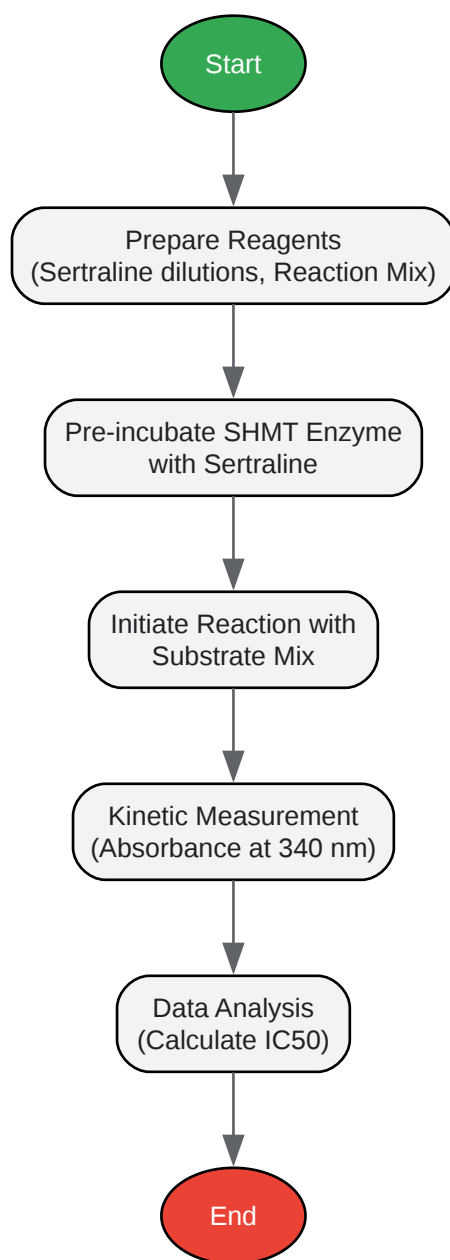 Start
Prepare Reagents
(Sertraline dilutions, Reaction Mix)
Pre-incubate SHMT Enzyme
with Sertraline
Initiate Reaction with
Substrate Mix
Kinetic Measurement
(Absorbance at 340 nm)
Data Analysis
(Calculate IC50)
End